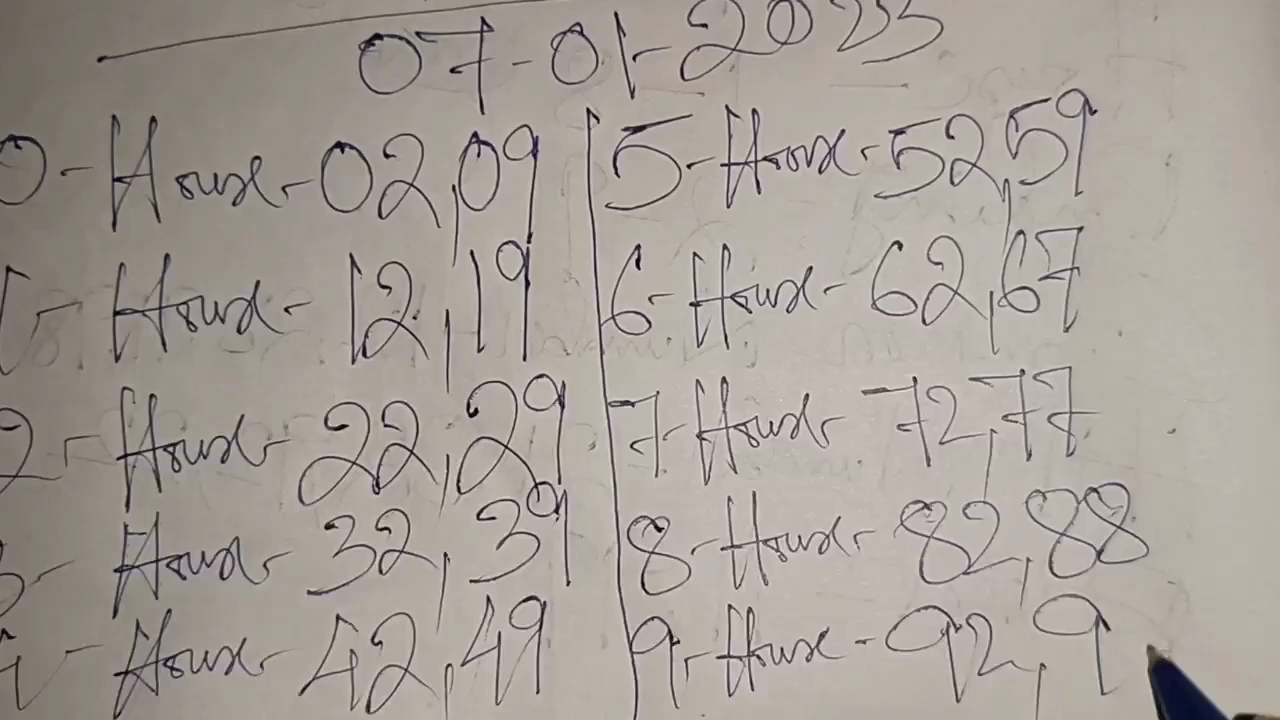 07-01-2023
0-House-02,09
1-House-12,19
2-House-22,29
3-House-32,39
4-House-42,49
5-House-52,59
6-House-62,67
7-House-72,77
8-House-82,88
9-House-92,9